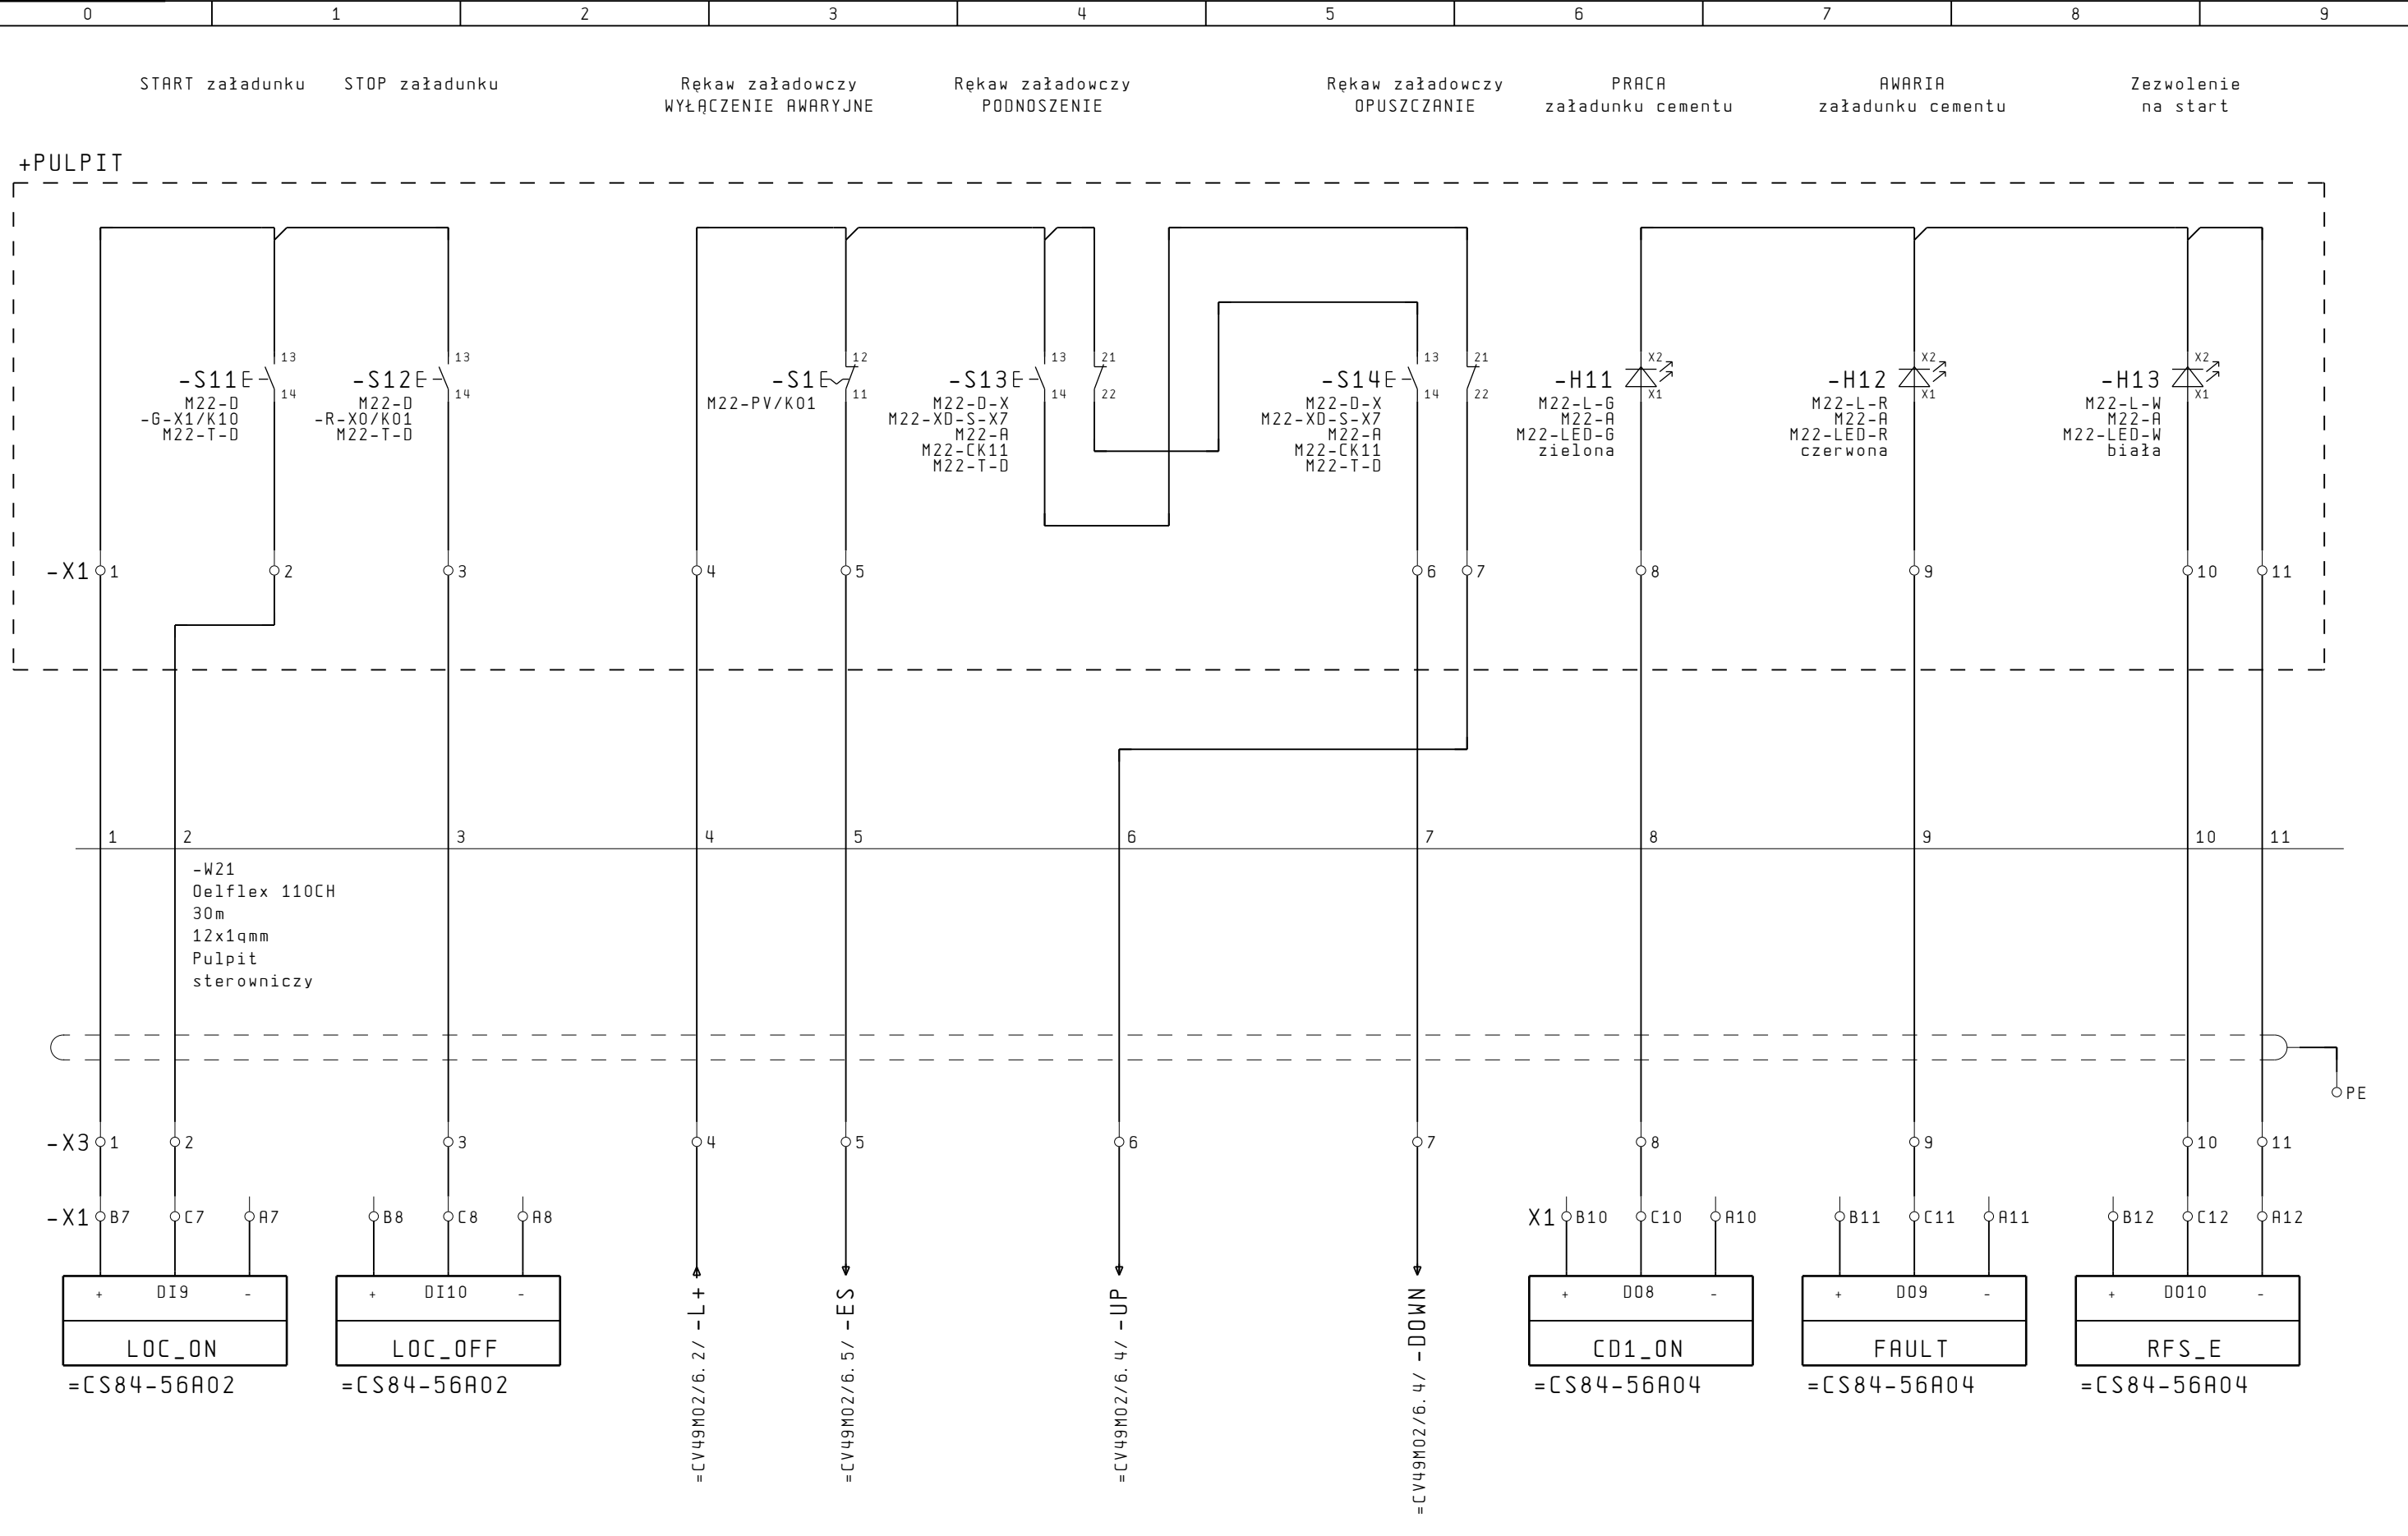 0 1 2 3 4 5 6 7 8 9
START załadunku
STOP załadunku
Rękaw załadowczy
WYŁĄCZENIE AWARYJNE
Rękaw załadowczy
PODNOSZENIE
Rękaw załadowczy
OPUSZCZANIE
PRACA
załadunku cementu
AWARIA
załadunku cementu
Zezwolenie
na start
+PULPIT
13
-S11
14
M22-D
-G-X1/K10
M22-T-D
13
-S12
14
M22-D
-R-X0/K01
M22-T-D
12
-S1
11
M22-PV/K01
13 21
-S13
14 22
M22-D-X
M22-XD-S-X7
M22-A
M22-CK11
M22-T-D
13 21
-S14
14 22
M22-D-X
M22-XD-S-X7
M22-A
M22-CK11
M22-T-D
X2
-H11
X1
M22-L-G
M22-A
M22-LED-G
zielona
X2
-H12
X1
M22-L-R
M22-A
M22-LED-R
czerwona
X2
-H13
X1
M22-L-W
M22-A
M22-LED-W
biała
-X1 1 2 3 4 5 6 7 8 9 10 11
1 2 3 4 5 6 7 8 9 10 11
-W21
Oelflex 110CH
30m
12x1qmm
Pulpit
sterowniczy
PE
-X3 1 2 3 4 5 6 7 8 9 10 11
-X1 B7 C7 A7 B8 C8 A8 X1 B10 C10 A10 B11 C11 A11 B12 C12 A12
+ DI9 -
LOC_ON
=CS84-56A02
+ DI10 -
LOC_OFF
=CS84-56A02
=CV49M02/6.2/ -L+
=CV49M02/6.5/ -ES
=CV49M02/6.4/ -UP
=CV49M02/6.4/ -DOWN
+ DO8 -
CD1_ON
=CS84-56A04
+ DO9 -
FAULT
=CS84-56A04
+ DO10 -
RFS_E
=CS84-56A04